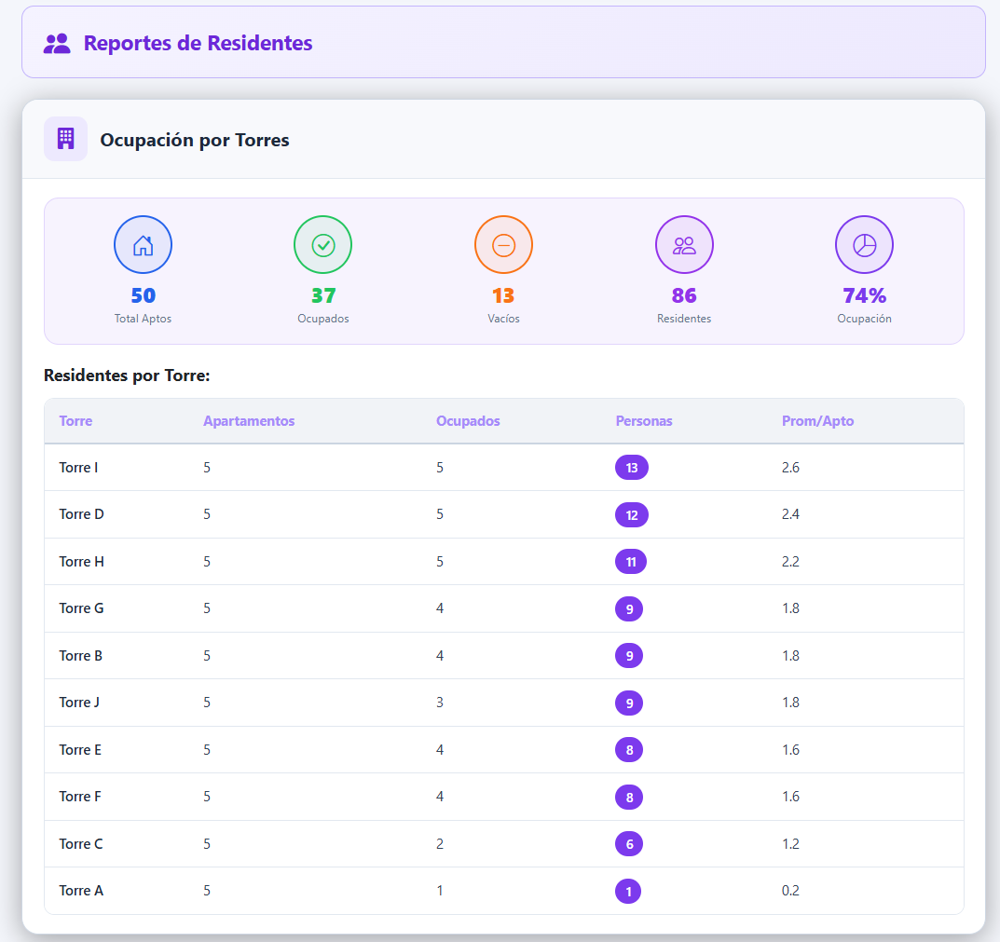 Reportes de Residentes
Ocupación por Torres
50 37 13 86 74%
Total Aptos Ocupados Vacíos Residentes Ocupación
Residentes por Torre:
Torre Apartamentos Ocupados Personas Prom/Apto
Torre I 5 5 13 2.6
Torre D 5 5 12 2.4
Torre H 5 5 11 2.2
Torre G 5 4 9 1.8
Torre B 5 4 9 1.8
Torre J 5 3 9 1.8
Torre E 5 4 8 1.6
Torre F 5 4 8 1.6
Torre C 5 2 6 1.2
Torre A 5 1 1 0.2